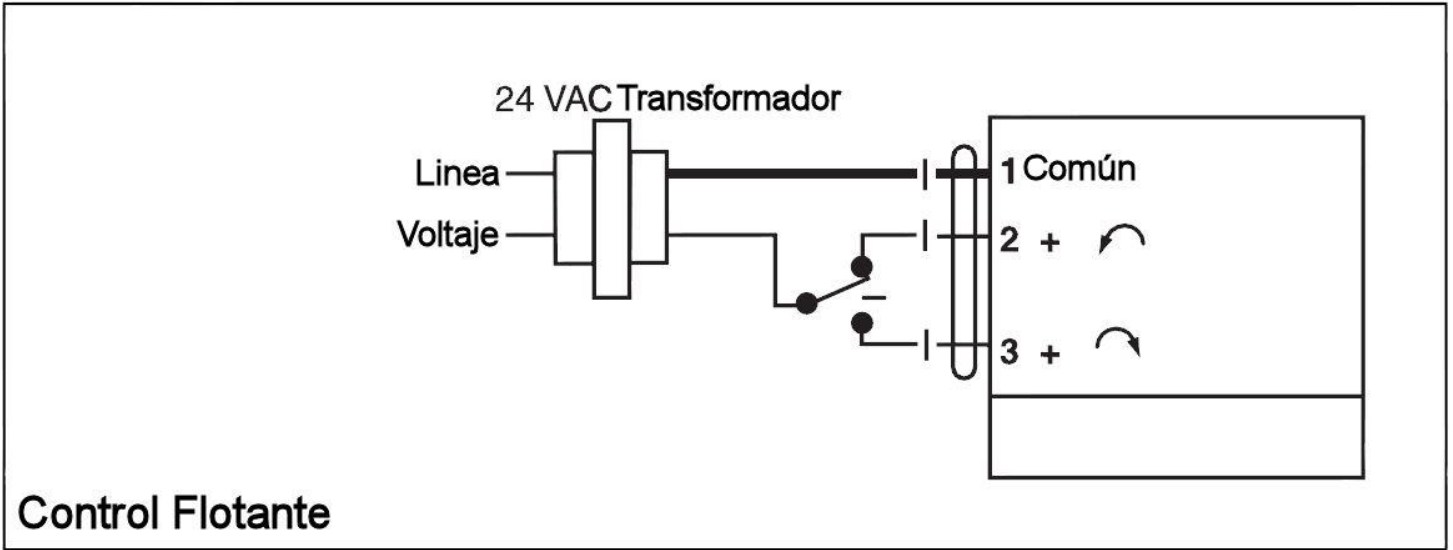 24 VAC Transformador
Linea
1 Común
Voltaje
2 +
3 +
Control Flotante